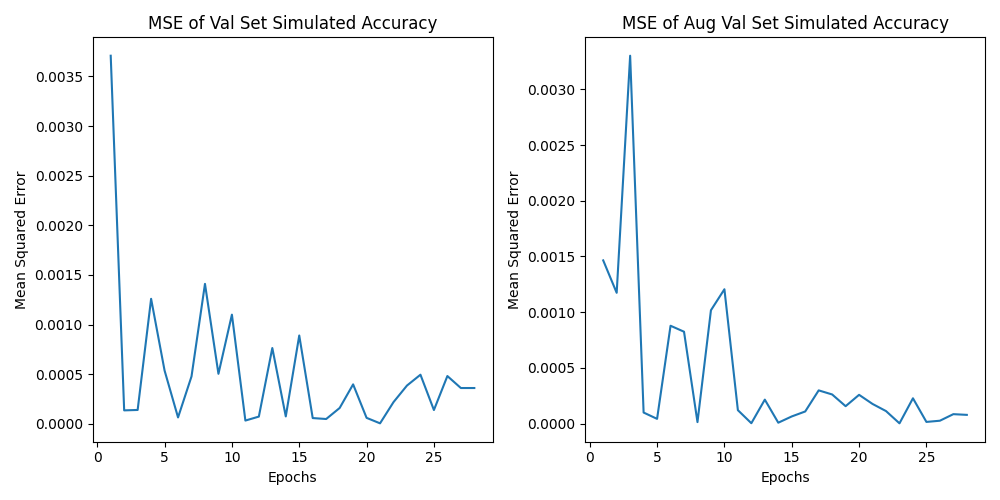 MSE of Val Set Simulated Accuracy
Mean Squared Error
0.0035
0.0030
0.0025
0.0020
0.0015
0.0010
0.0005
0.0000
0 5 10 15 20 25
Epochs
MSE of Aug Val Set Simulated Accuracy
Mean Squared Error
0.0030
0.0025
0.0020
0.0015
0.0010
0.0005
0.0000
0 5 10 15 20 25
Epochs